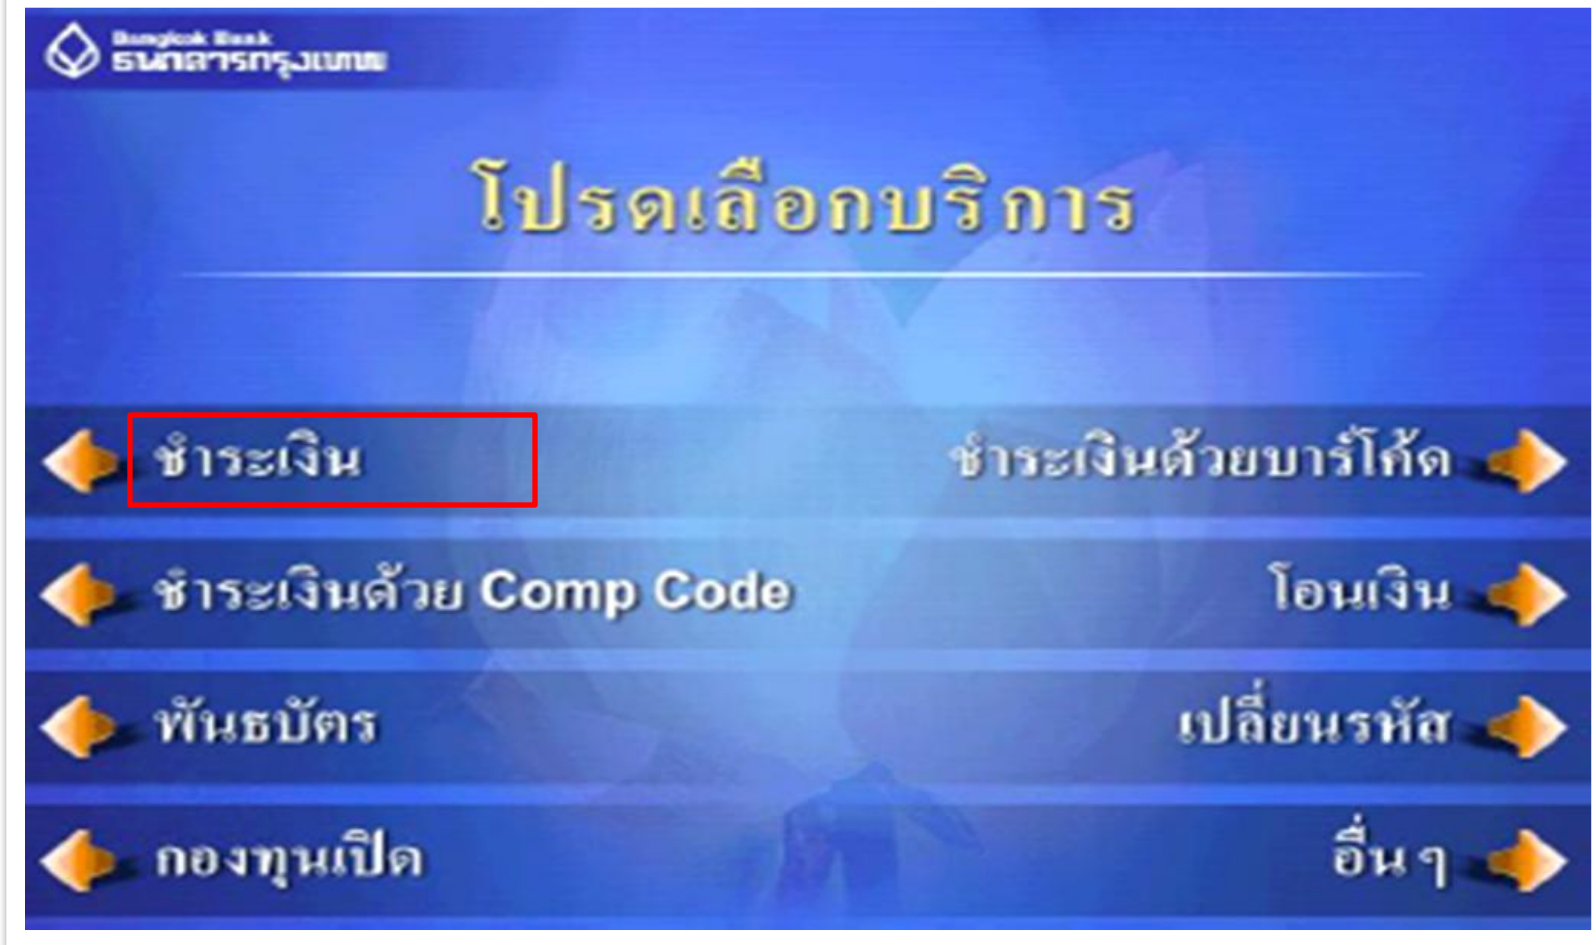 Bangkok Bank
ธนาคารกรุงเทพ
โปรดเลือกบริการ
ชำระเงิน
ชำระเงินด้วยบาร์โค้ด
ชำระเงินด้วย Comp Code
โอนเงิน
พันธบัตร
เปลี่ยนรหัส
กองทุนเปิด
อื่นๆ